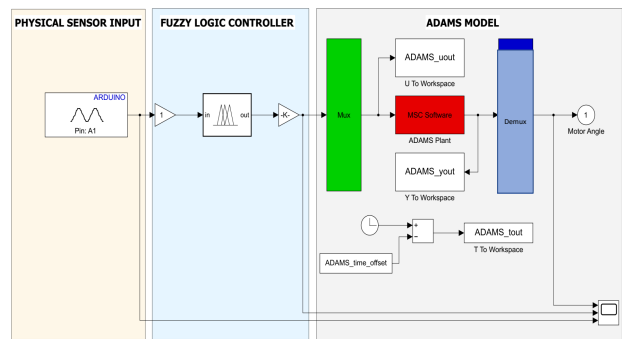 PHYSICAL SENSOR INPUT
FUZZY LOGIC CONTROLLER
ADAMS MODEL
ARDUINO
Pin: A1
1
in
out
-K-
Mux
ADAMS_uout
U To Workspace
MSC Software
ADAMS Plant
ADAMS_yout
Y To Workspace
Demux
1
Motor Angle
+
−
ADAMS_tout
T To Workspace
ADAMS_time_offset